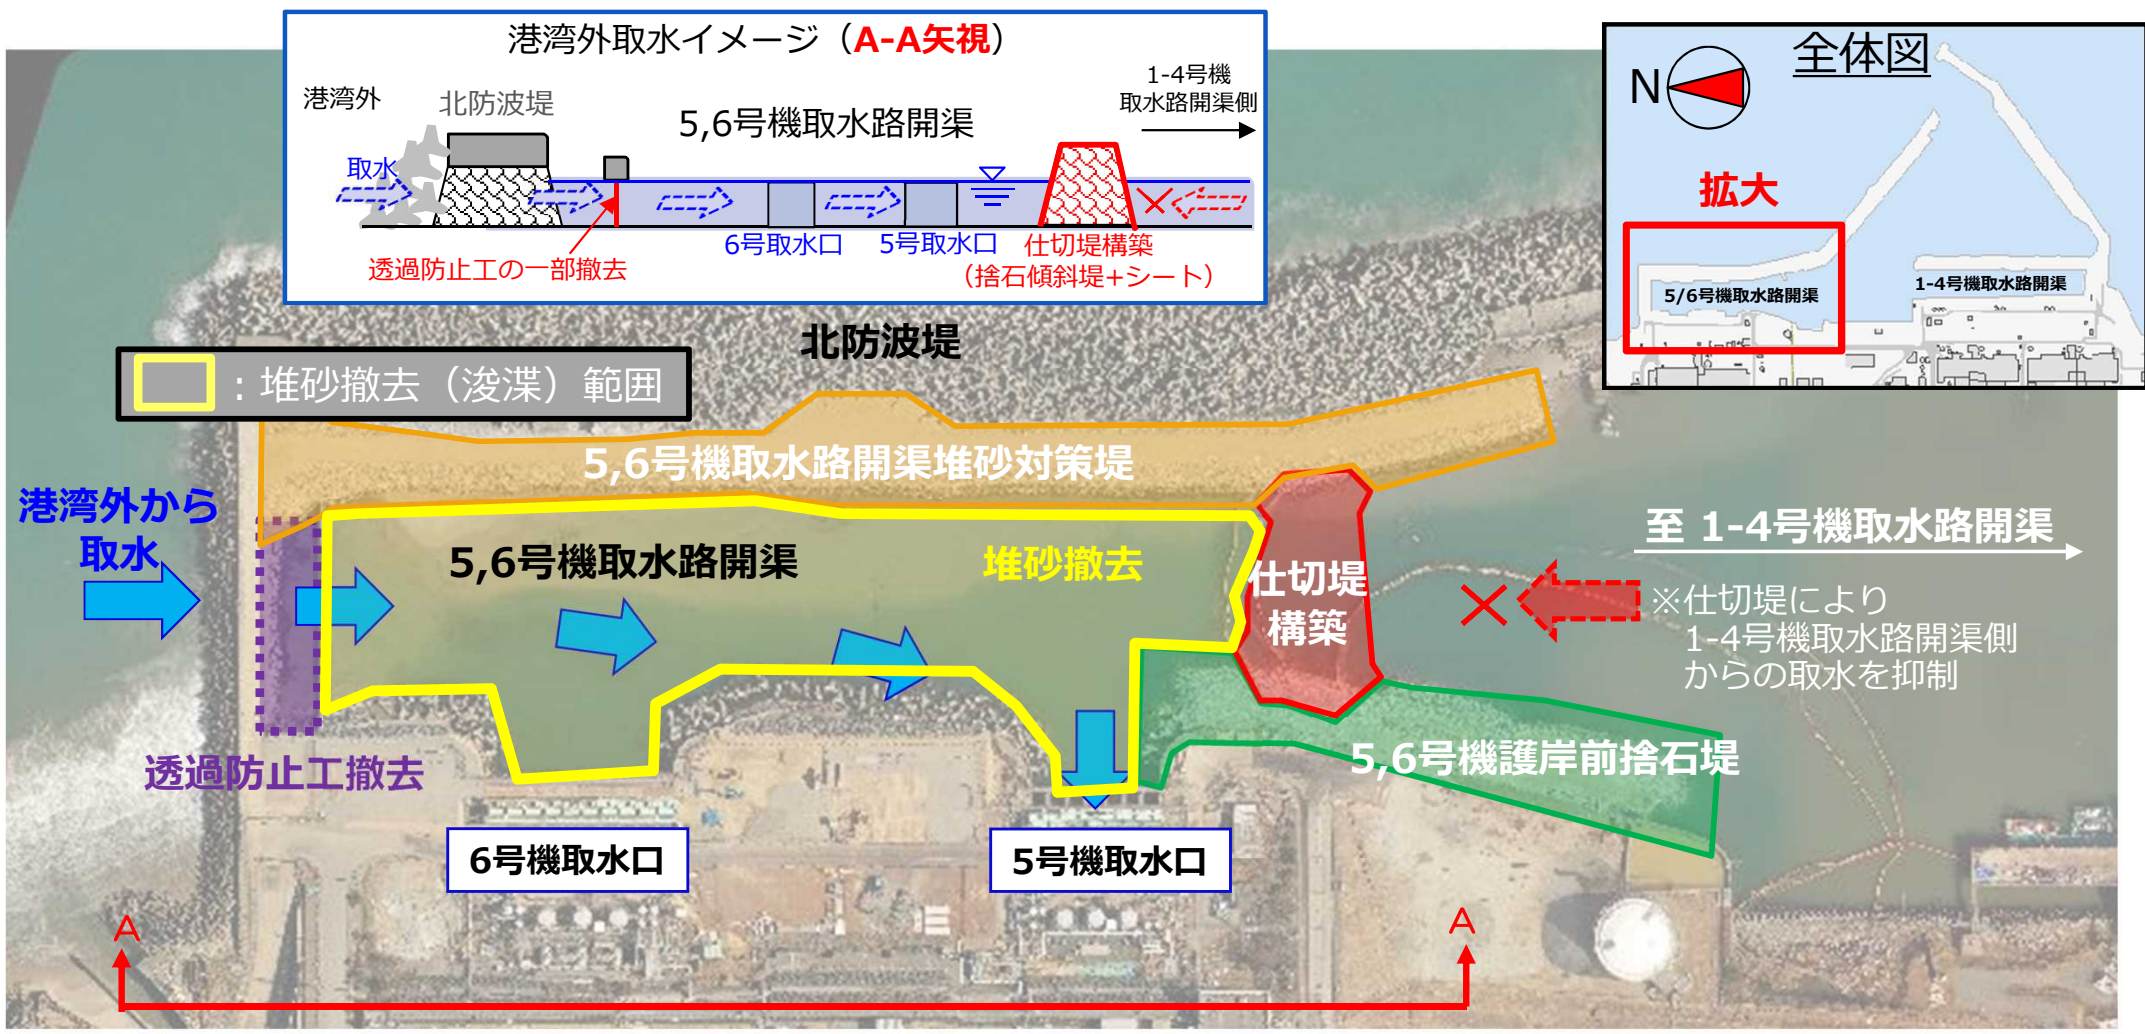 港湾外取水イメージ（A-A矢視）
港湾外
北防波堤
5,6号機取水路開渠
1-4号機
取水路開渠側
取水
透過防止工の一部撤去
6号取水口
5号取水口
仕切堤構築
（捨石傾斜堤+シート）
全体図
N
拡大
5/6号機取水路開渠
1-4号機取水路開渠
北防波堤
：堆砂撤去（浚渫）範囲
5,6号機取水路開渠堆砂対策堤
港湾外から
取水
5,6号機取水路開渠
堆砂撤去
仕切堤
構築
至 1-4号機取水路開渠
※仕切堤により
1-4号機取水路開渠側
からの取水を抑制
透過防止工撤去
5,6号機護岸前捨石堤
6号機取水口
5号機取水口
A
A